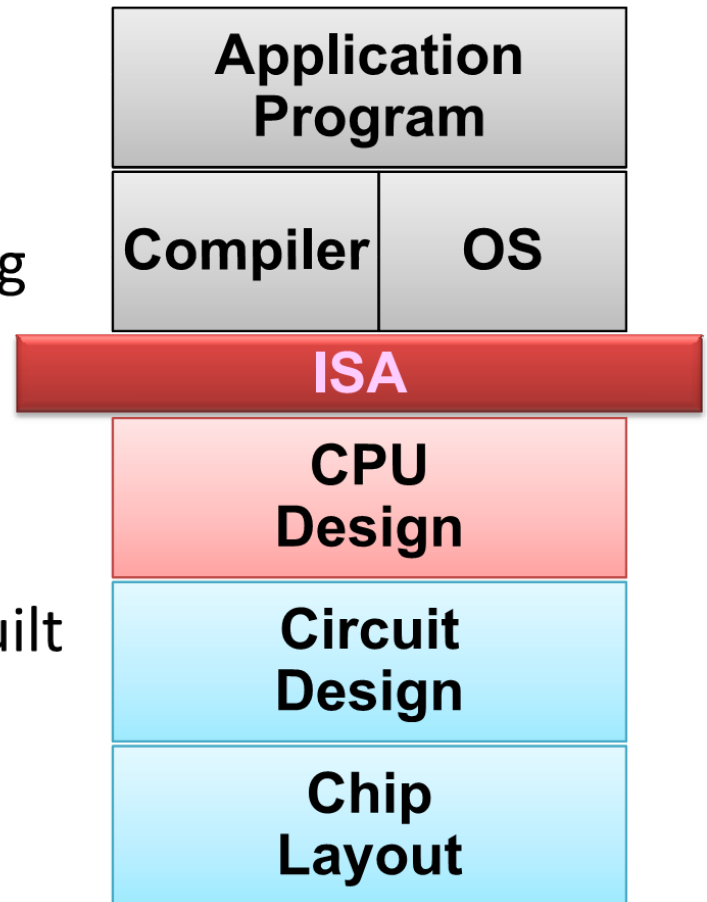 Application
Program
g
Compiler OS
ISA
CPU
Design
uilt
Circuit
Design
Chip
Layout